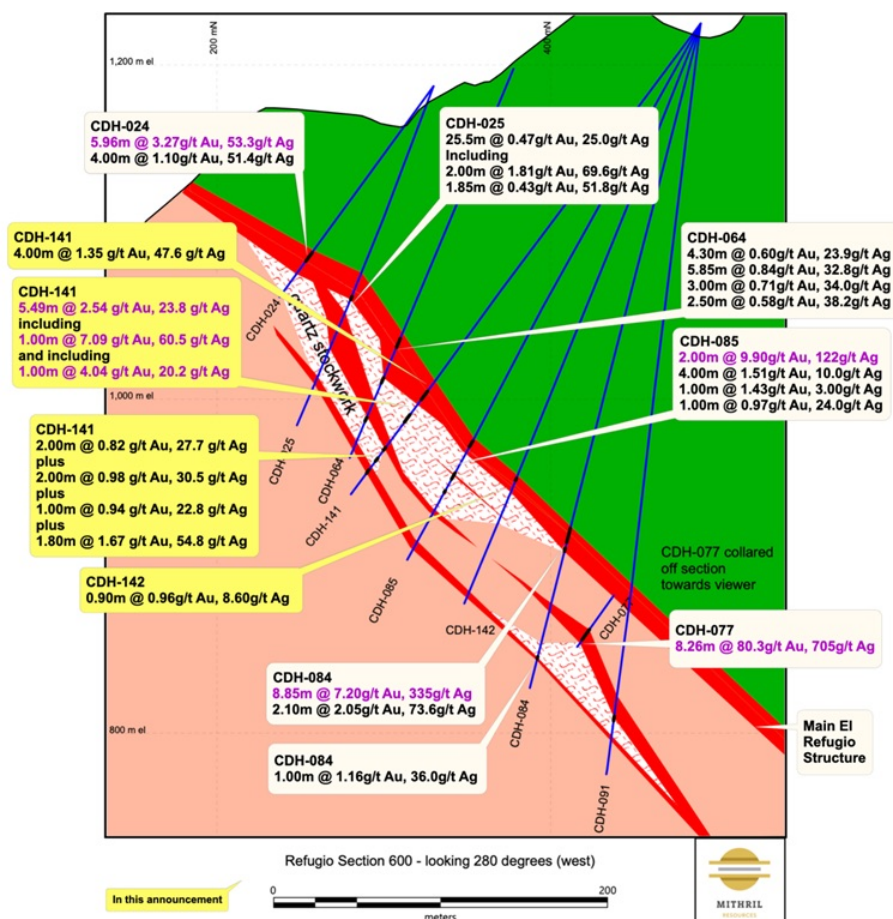 200 mN
400 mN
1,200 m el
CDH-024
5.96m @ 3.27g/t Au, 53.3g/t Ag
4.00m @ 1.10g/t Au, 51.4g/t Ag
CDH-025
25.5m @ 0.47g/t Au, 25.0g/t Ag
Including
2.00m @ 1.81g/t Au, 69.6g/t Ag
1.85m @ 0.43g/t Au, 51.8g/t Ag
CDH-141
4.00m @ 1.35 g/t Au, 47.6 g/t Ag
CDH-064
4.30m @ 0.60g/t Au, 23.9g/t Ag
5.85m @ 0.84g/t Au, 32.8g/t Ag
3.00m @ 0.71g/t Au, 34.0g/t Ag
2.50m @ 0.58g/t Au, 38.2g/t Ag
CDH-141
5.49m @ 2.54 g/t Au, 23.8 g/t Ag
including
1.00m @ 7.09 g/t Au, 60.5 g/t Ag
and including
1.00m @ 4.04 g/t Au, 20.2 g/t Ag
CDH-024
quartz stockwork
CDH-085
2.00m @ 9.90g/t Au, 122g/t Ag
4.00m @ 1.51g/t Au, 10.0g/t Ag
1.00m @ 1.43g/t Au, 3.00g/t Ag
1.00m @ 0.97g/t Au, 24.0g/t Ag
1,000 m el
CDH-141
2.00m @ 0.82 g/t Au, 27.7 g/t Ag
plus
2.00m @ 0.98 g/t Au, 30.5 g/t Ag
plus
1.00m @ 0.94 g/t Au, 22.8 g/t Ag
plus
1.80m @ 1.67 g/t Au, 54.8 g/t Ag
CDH-064
CDH-141
CDH-142
0.90m @ 0.96g/t Au, 8.60g/t Ag
CDH-085
CDH-077 collared
off section
towards viewer
CDH-142
CDH-077
8.26m @ 80.3g/t Au, 705g/t Ag
CDH-084
8.85m @ 7.20g/t Au, 335g/t Ag
2.10m @ 2.05g/t Au, 73.6g/t Ag
CDH-084
800 m el
Main El
Refugio
Structure
CDH-084
1.00m @ 1.16g/t Au, 36.0g/t Ag
CDH-091
Refugio Section 600 - looking 280 degrees (west)
In this announcement
0
200
meters
MITHRIL
RESOURCES